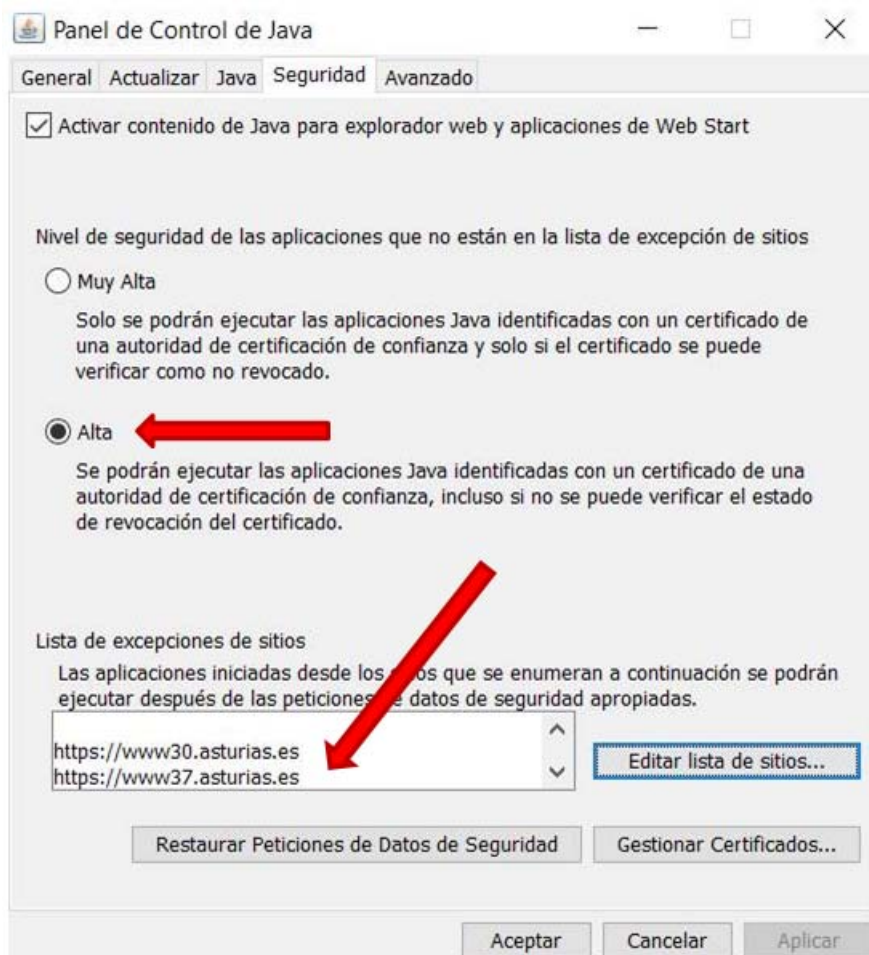 Panel de Control de Java
General Actualizar Java Seguridad Avanzado
Activar contenido de Java para explorador web y aplicaciones de Web Start
Nivel de seguridad de las aplicaciones que no están en la lista de excepción de sitios
Muy Alta
Solo se podrán ejecutar las aplicaciones Java identificadas con un certificado de
una autoridad de certificación de confianza y solo si el certificado se puede
verificar como no revocado.
Alta
Se podrán ejecutar las aplicaciones Java identificadas con un certificado de una
autoridad de certificación de confianza, incluso si no se puede verificar el estado
de revocación del certificado.
Lista de excepciones de sitios
Las aplicaciones iniciadas desde los sitios que se enumeran a continuación se podrán
ejecutar después de las peticiones de datos de seguridad apropiadas.
https://www30.asturias.es
https://www37.asturias.es
Editar lista de sitios...
Restaurar Peticiones de Datos de Seguridad Gestionar Certificados...
Aceptar Cancelar Aplicar